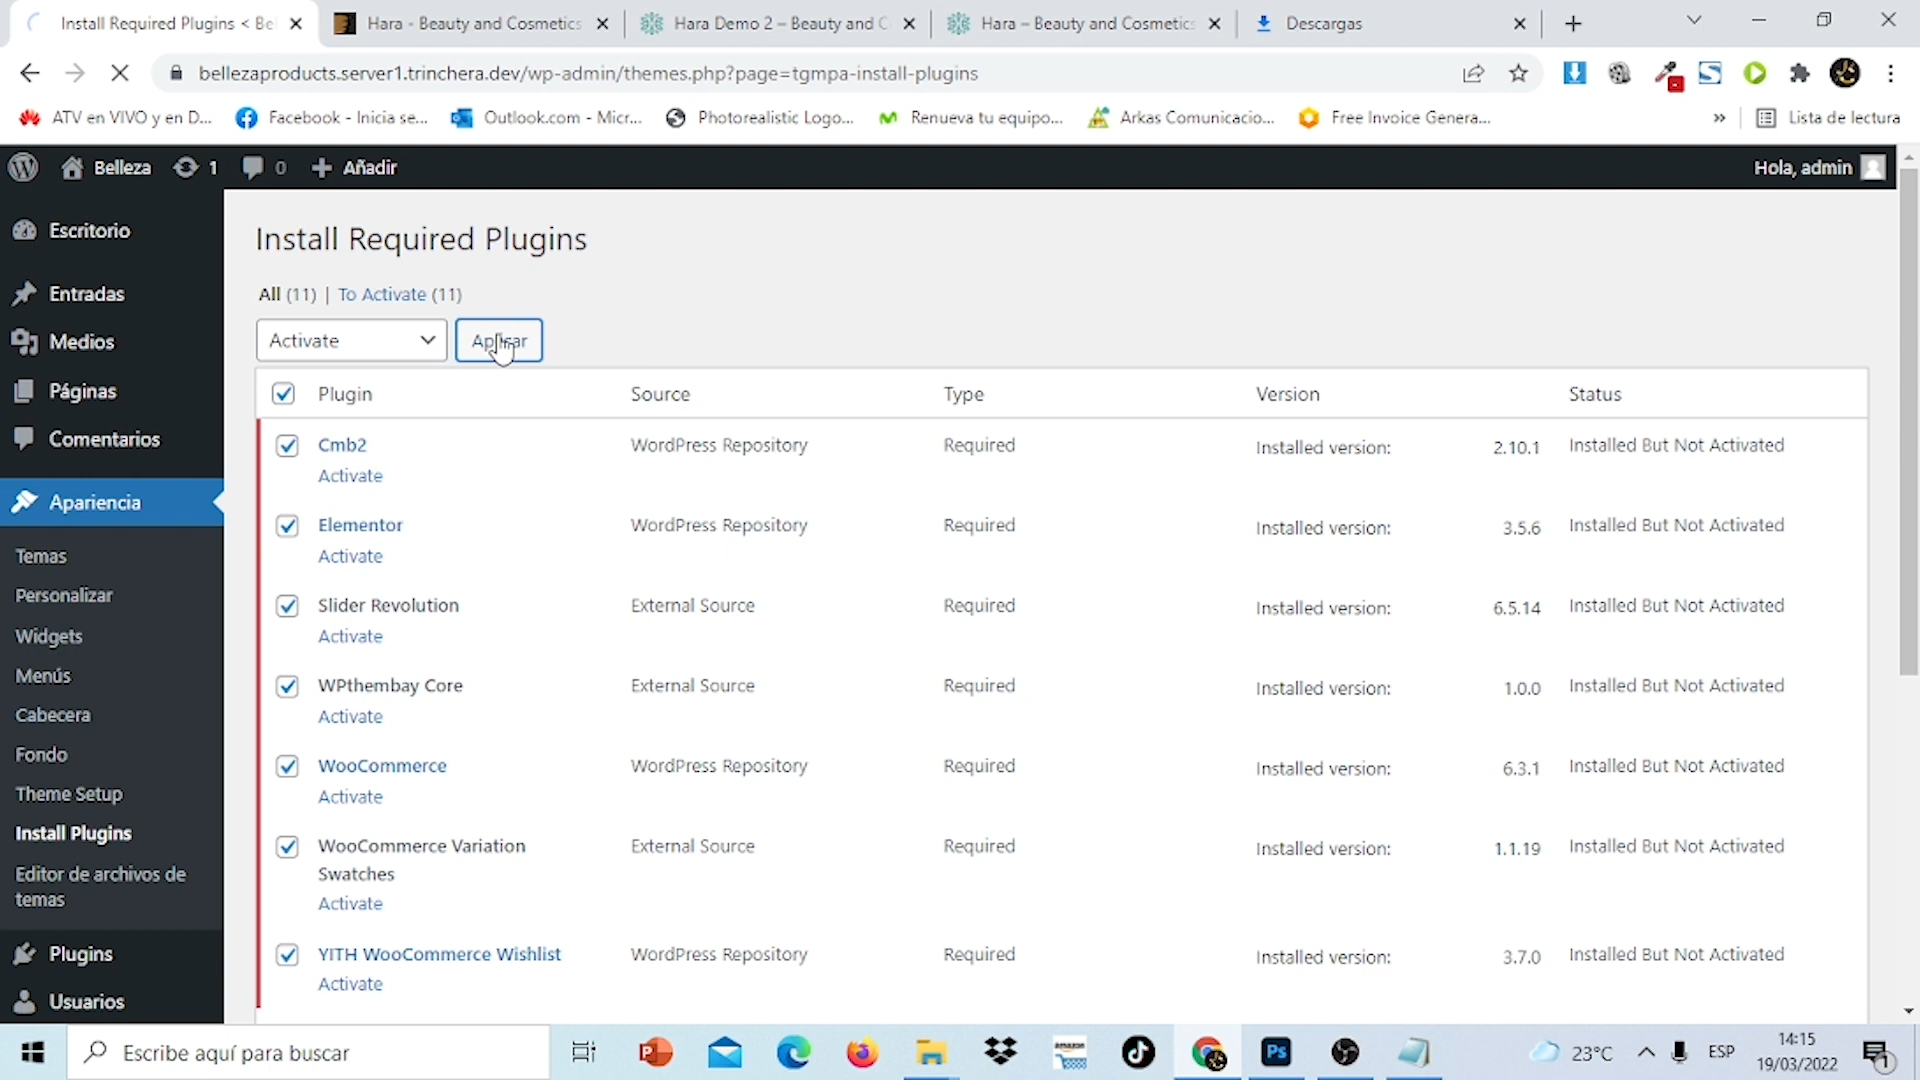 Install Required Plugins < Be
Hara - Beauty and Cosmetics
Hara Demo 2 – Beauty and C
Hara – Beauty and Cosmetics
Descargas
bellezaproducts.server1.trinchera.dev/wp-admin/themes.php?page=tgmpa-install-plugins
ATV en VIVO y en D...
Facebook - Inicia se...
Outlook.com - Micr...
Photorealistic Logo...
Renueva tu equipo...
Arkas Comunicacio...
Free Invoice Genera...
»
Lista de lectura
Belleza
1
0
Añadir
Hola, admin
Escritorio
Entradas
Medios
Páginas
Comentarios
Apariencia
Temas
Personalizar
Widgets
Menús
Cabecera
Fondo
Theme Setup
Install Plugins
Editor de archivos de
temas
Plugins
Usuarios
Install Required Plugins
All (11) | To Activate (11)
Activate
Aplicar
Plugin Source Type Version Status
Cmb2 WordPress Repository Required Installed version: 2.10.1 Installed But Not Activated
Activate
Elementor WordPress Repository Required Installed version: 3.5.6 Installed But Not Activated
Activate
Slider Revolution External Source Required Installed version: 6.5.14 Installed But Not Activated
Activate
WPthembay Core External Source Required Installed version: 1.0.0 Installed But Not Activated
Activate
WooCommerce WordPress Repository Required Installed version: 6.3.1 Installed But Not Activated
Activate
WooCommerce Variation External Source Required Installed version: 1.1.19 Installed But Not Activated
Swatches
Activate
YITH WooCommerce Wishlist WordPress Repository Required Installed version: 3.7.0 Installed But Not Activated
Activate
Escribe aquí para buscar
amazon
Ps
23°C
ESP
14:15
19/03/2022
1